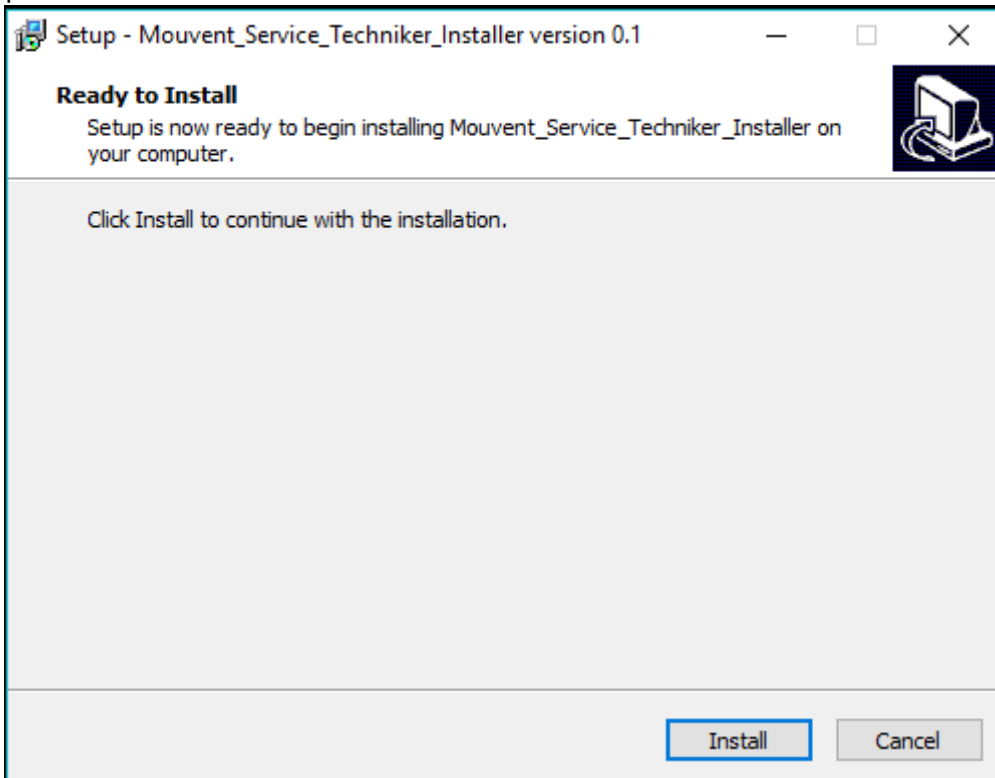 Setup - Mouvent_Service_Techniker_Installer version 0.1
Ready to Install
Setup is now ready to begin installing Mouvent_Service_Techniker_Installer on
your computer.
Click Install to continue with the installation.
Install
Cancel